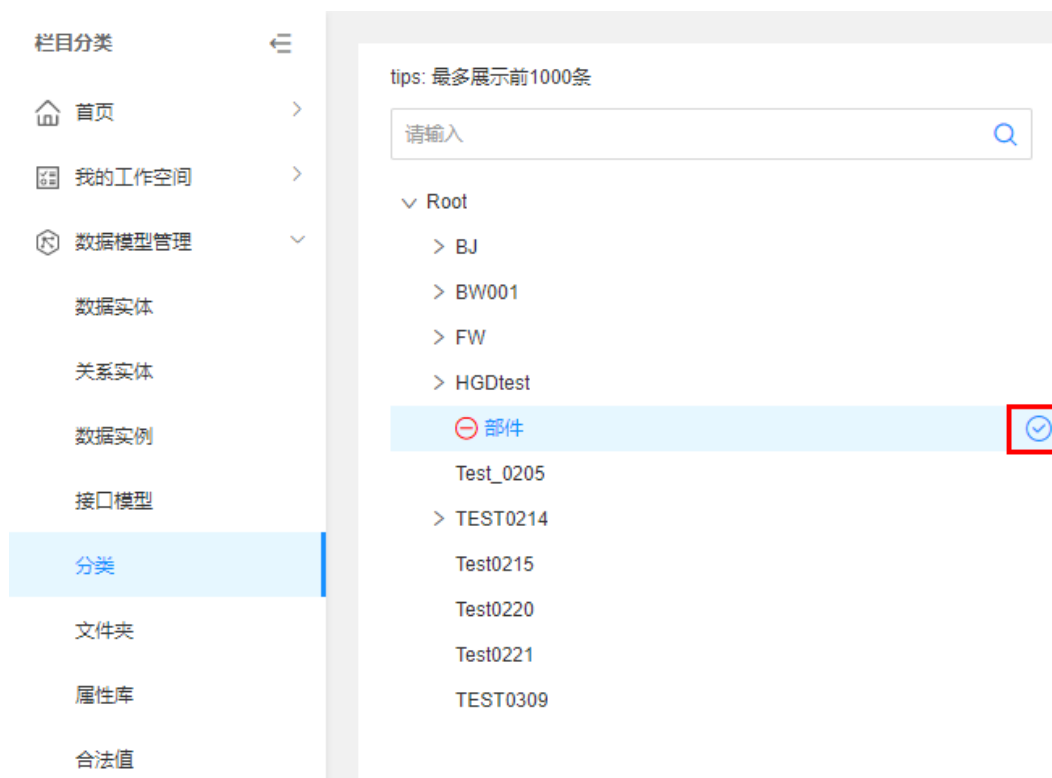 栏目分类
首页
我的工作空间
数据模型管理
数据实体
关系实体
数据实例
接口模型
分类
文件夹
属性库
合法值
tips: 最多展示前1000条
请输入
Root
BJ
BW001
FW
HGDtest
部件
Test_0205
TEST0214
Test0215
Test0220
Test0221
TEST0309